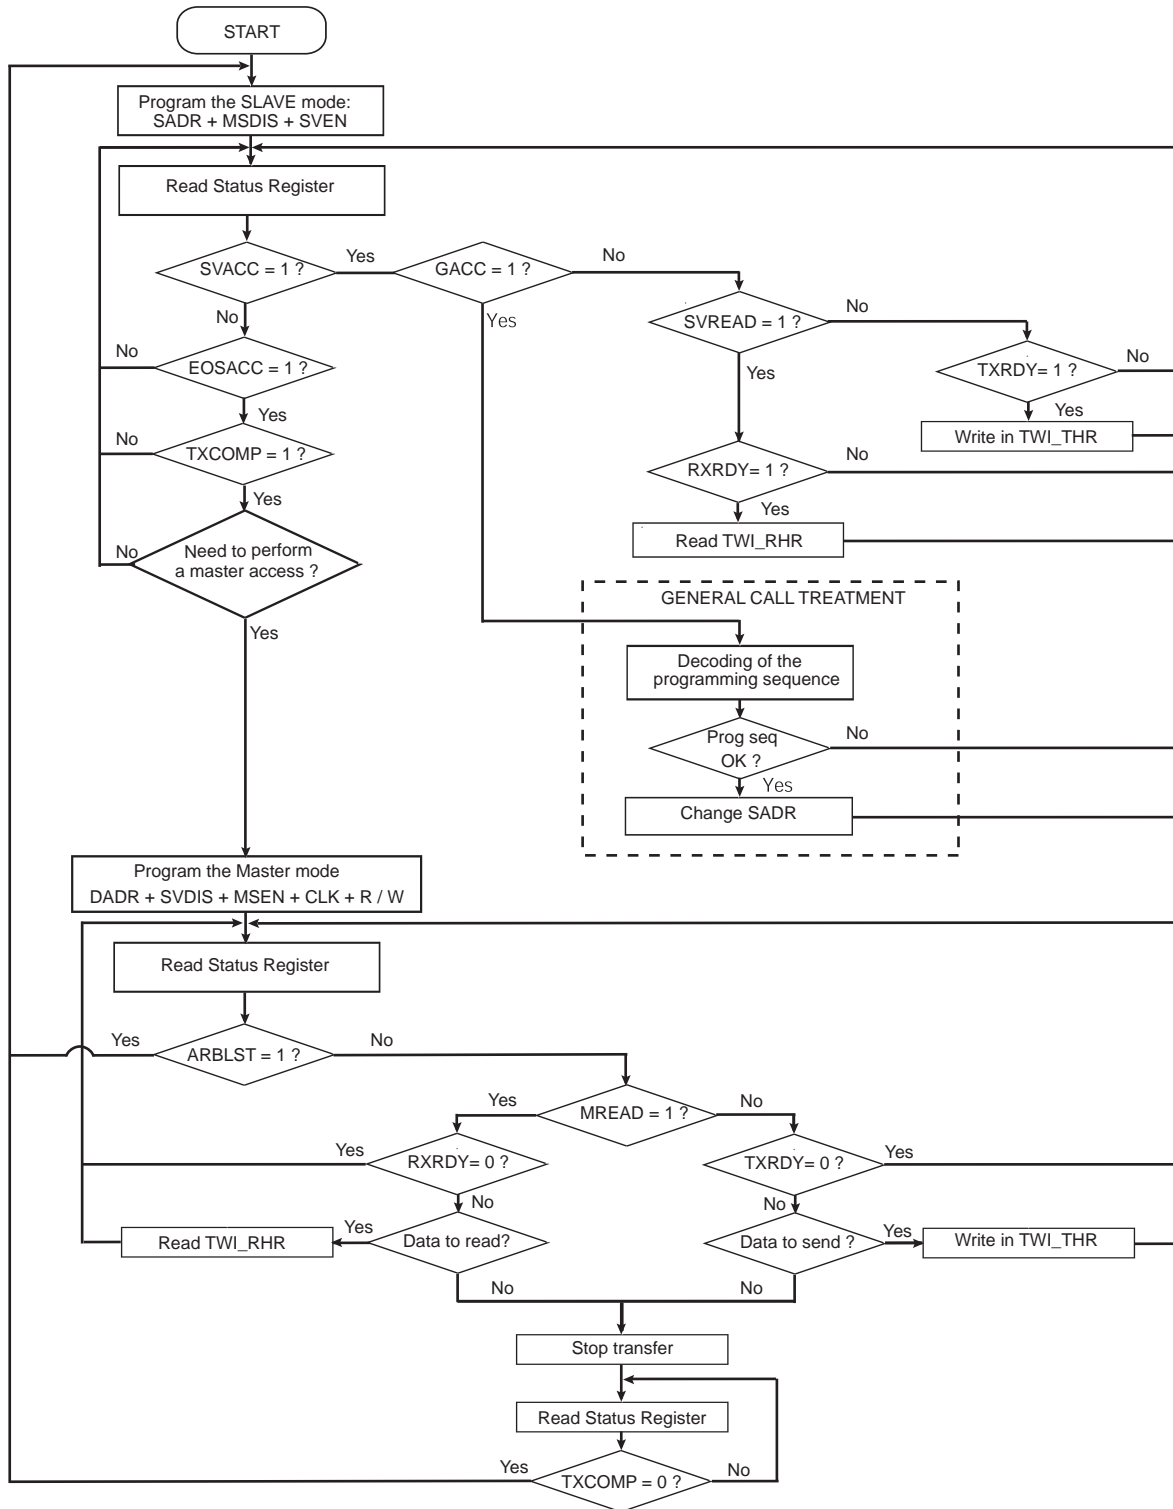 START
Program the SLAVE mode:
SADR + MSDIS + SVEN
Read Status Register
SVACC = 1 ?
Yes
GACC = 1 ?
No
No
Yes
SVREAD = 1 ?
No
EOSACC = 1 ?
No
Yes
TXRDY= 1 ?
No
Yes
Yes
Write in TWI_THR
TXCOMP = 1 ?
No
Yes
RXRDY= 1 ?
No
Yes
Read TWI_RHR
Need to perform
a master access ?
No
Yes
GENERAL CALL TREATMENT
Decoding of the
programming sequence
Prog seq
OK ?
No
Yes
Change SADR
Program the Master mode
DADR + SVDIS + MSEN + CLK + R / W
Read Status Register
Yes
ARBLST = 1 ?
No
Yes
MREAD = 1 ?
No
Yes
RXRDY= 0 ?
TXRDY= 0 ?
Yes
No
No
Read TWI_RHR
Yes
Data to read?
Data to send ?
Yes
Write in TWI_THR
No
No
Stop transfer
Read Status Register
Yes
TXCOMP = 0 ?
No